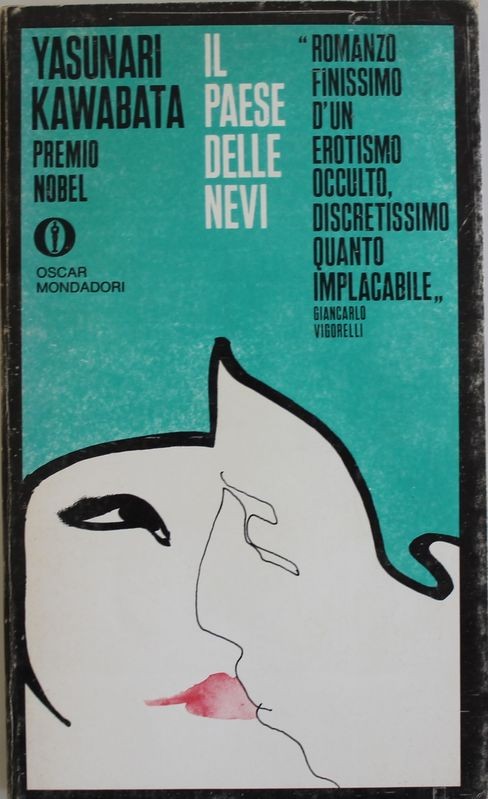 YASUNARI
KAWABATA
PREMIO
NOBEL
OSCAR
MONDADORI
IL
PAESE
DELLE
NEVI
“ROMANZO
FINISSIMO
D'UN
EROTISMO
OCCULTO,
DISCRETISSIMO
QUANTO
IMPLACABILE„
GIANCARLO
VIGORELLI